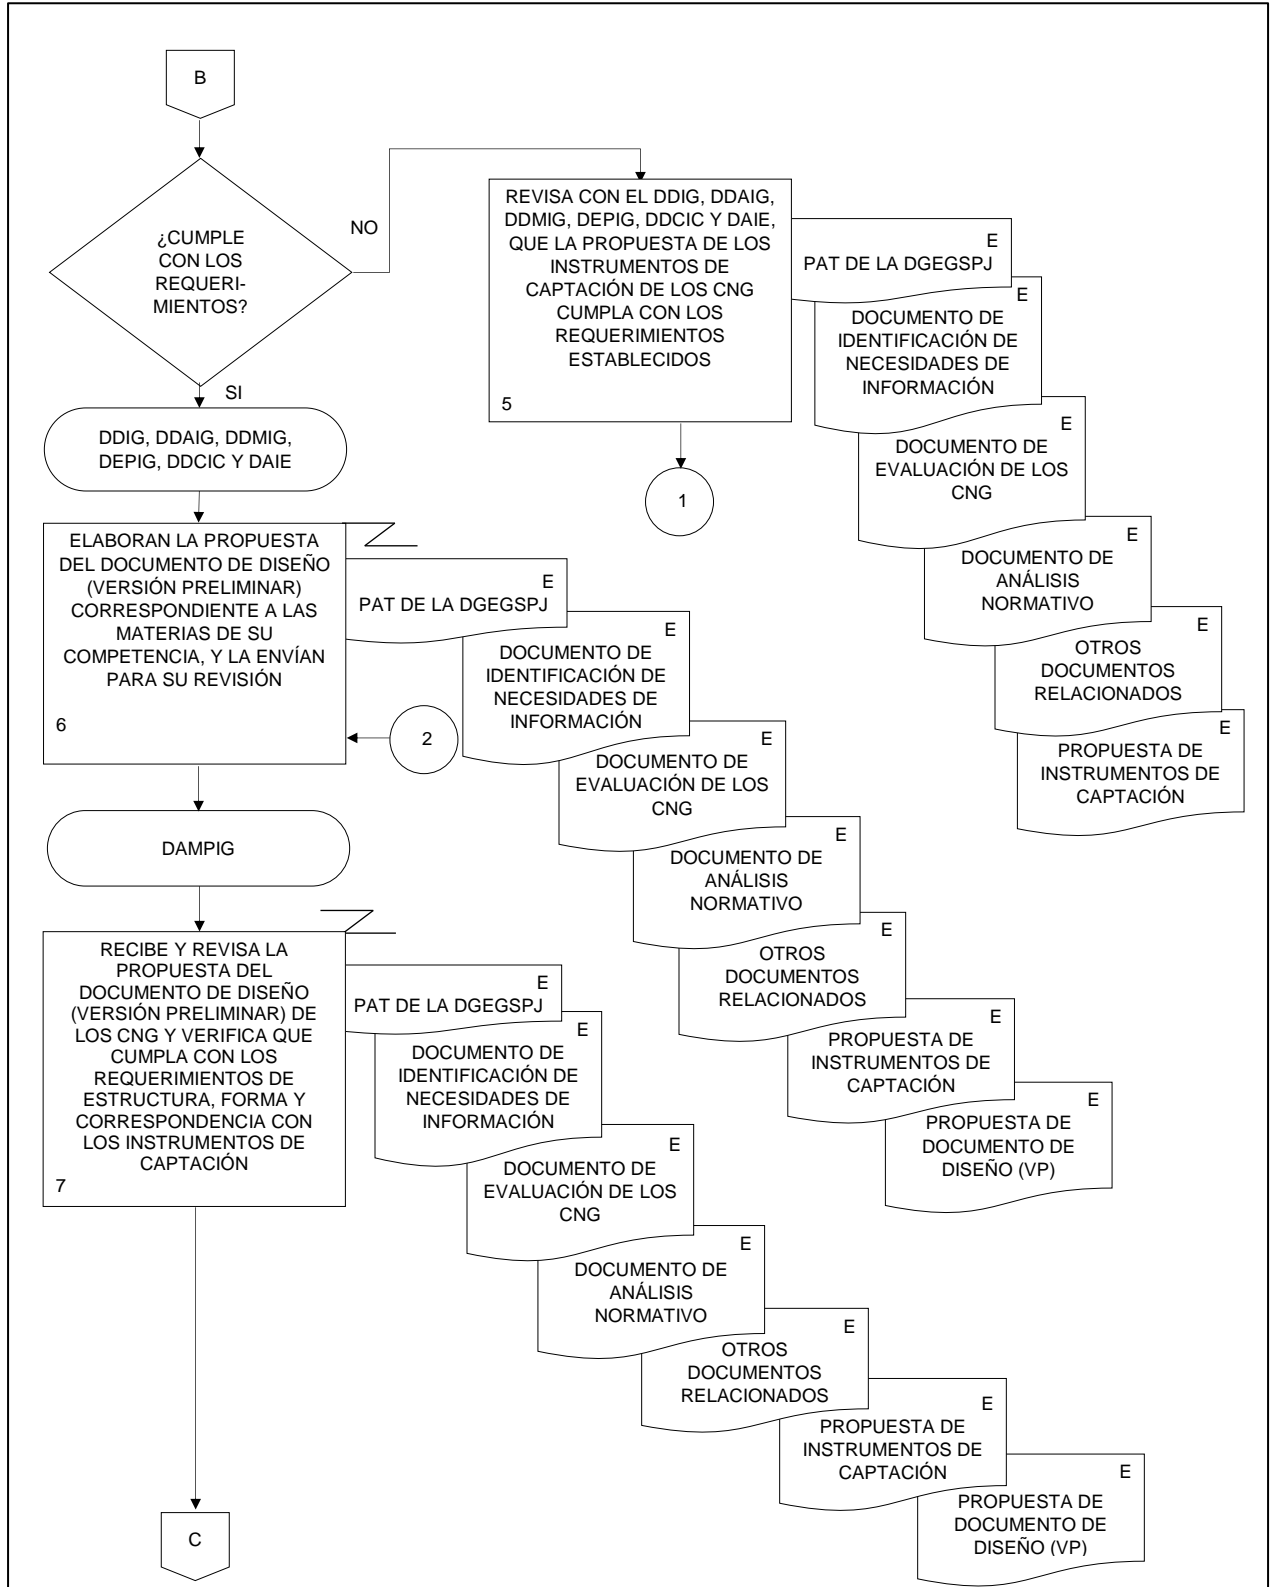 B
¿CUMPLE
CON LOS
REQUERI-
MIENTOS?
NO
SI
REVISA CON EL DDIG, DDAIG,
DDMIG, DEPIG, DDCIC Y DAIE,
QUE LA PROPUESTA DE LOS
INSTRUMENTOS DE
CAPTACIÓN DE LOS CNG
CUMPLA CON LOS
REQUERIMIENTOS
ESTABLECIDOS
5
E
PAT DE LA DGEGSPJ
E
DOCUMENTO DE
IDENTIFICACIÓN DE
NECESIDADES DE
INFORMACIÓN
E
DOCUMENTO DE
EVALUACIÓN DE LOS
CNG
E
DOCUMENTO DE
ANÁLISIS
NORMATIVO
E
OTROS
DOCUMENTOS
RELACIONADOS
E
PROPUESTA DE
INSTRUMENTOS DE
CAPTACIÓN
1
DDIG, DDAIG, DDMIG,
DEPIG, DDCIC Y DAIE
ELABORAN LA PROPUESTA
DEL DOCUMENTO DE DISEÑO
(VERSIÓN PRELIMINAR)
CORRESPONDIENTE A LAS
MATERIAS DE SU
COMPETENCIA, Y LA ENVÍAN
PARA SU REVISIÓN
6
2
E
PAT DE LA DGEGSPJ
E
DOCUMENTO DE
IDENTIFICACIÓN DE
NECESIDADES DE
INFORMACIÓN
E
DOCUMENTO DE
EVALUACIÓN DE LOS
CNG
E
DOCUMENTO DE
ANÁLISIS
NORMATIVO
E
OTROS
DOCUMENTOS
RELACIONADOS
E
PROPUESTA DE
INSTRUMENTOS DE
CAPTACIÓN
E
PROPUESTA DE
DOCUMENTO DE
DISEÑO (VP)
DAMPIG
RECIBE Y REVISA LA
PROPUESTA DEL
DOCUMENTO DE DISEÑO
(VERSIÓN PRELIMINAR) DE
LOS CNG Y VERIFICA QUE
CUMPLA CON LOS
REQUERIMIENTOS DE
ESTRUCTURA, FORMA Y
CORRESPONDENCIA CON
LOS INSTRUMENTOS DE
CAPTACIÓN
7
E
PAT DE LA DGEGSPJ
E
DOCUMENTO DE
IDENTIFICACIÓN DE
NECESIDADES DE
INFORMACIÓN
E
DOCUMENTO DE
EVALUACIÓN DE LOS
CNG
E
DOCUMENTO DE
ANÁLISIS
NORMATIVO
E
OTROS
DOCUMENTOS
RELACIONADOS
E
PROPUESTA DE
INSTRUMENTOS DE
CAPTACIÓN
E
PROPUESTA DE
DOCUMENTO DE
DISEÑO (VP)
C